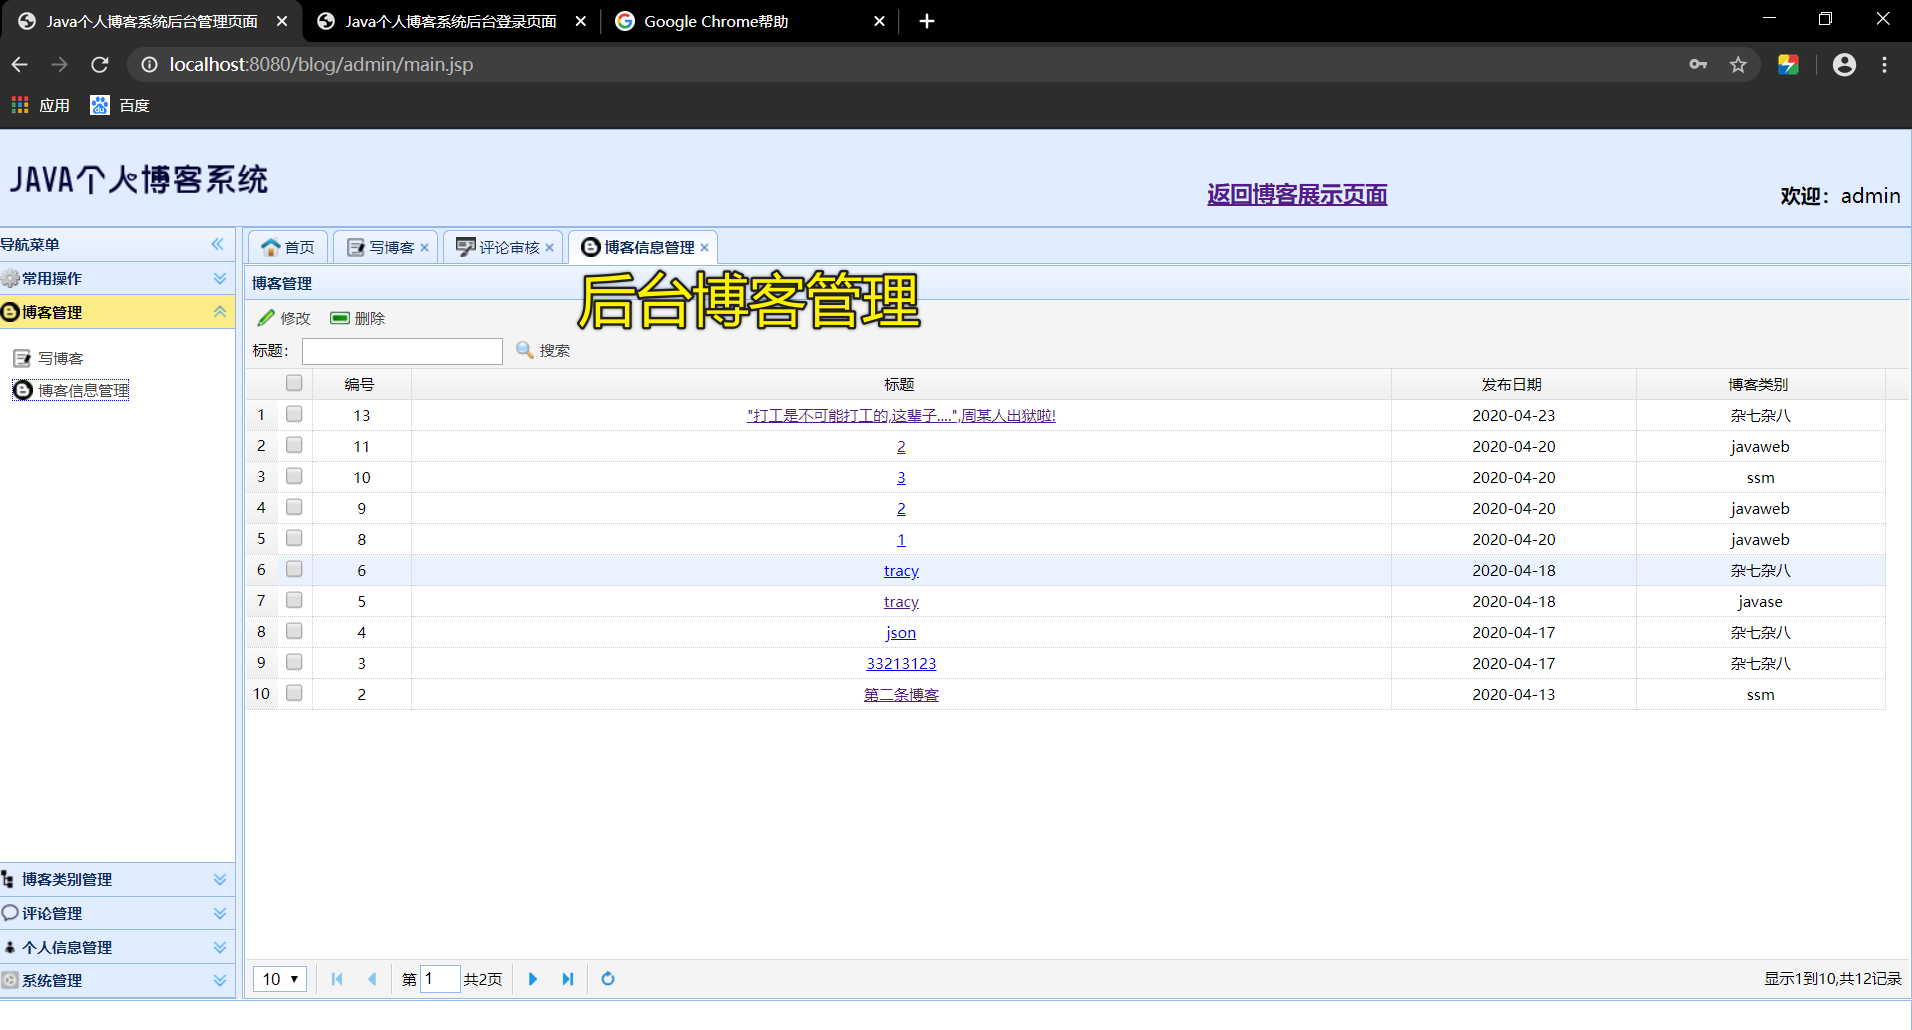 Java个人博客系统后台管理页面 Java个人博客系统后台登录页面 Google Chrome帮助
localhost:8080/blog/admin/main.jsp
应用 百度
JAVA个人博客系统
返回博客展示页面 欢迎：admin
导航菜单
常用操作
博客管理
写博客
博客信息管理
博客类别管理
评论管理
个人信息管理
系统管理
首页 写博客 评论审核 博客信息管理
博客管理
后台博客管理
修改 删除
标题： 搜索
编号 标题 发布日期 博客类别
1 13 "打工是不可能打工的,这辈子....",周某人出狱啦! 2020-04-23 杂七杂八
2 11 2 2020-04-20 javaweb
3 10 3 2020-04-20 ssm
4 9 2 2020-04-20 javaweb
5 8 1 2020-04-20 javaweb
6 6 tracy 2020-04-18 杂七杂八
7 5 tracy 2020-04-18 javase
8 4 json 2020-04-17 杂七杂八
9 3 33213123 2020-04-17 杂七杂八
10 2 第二条博客 2020-04-13 ssm
10 第 1 共2页 显示1到10,共12记录